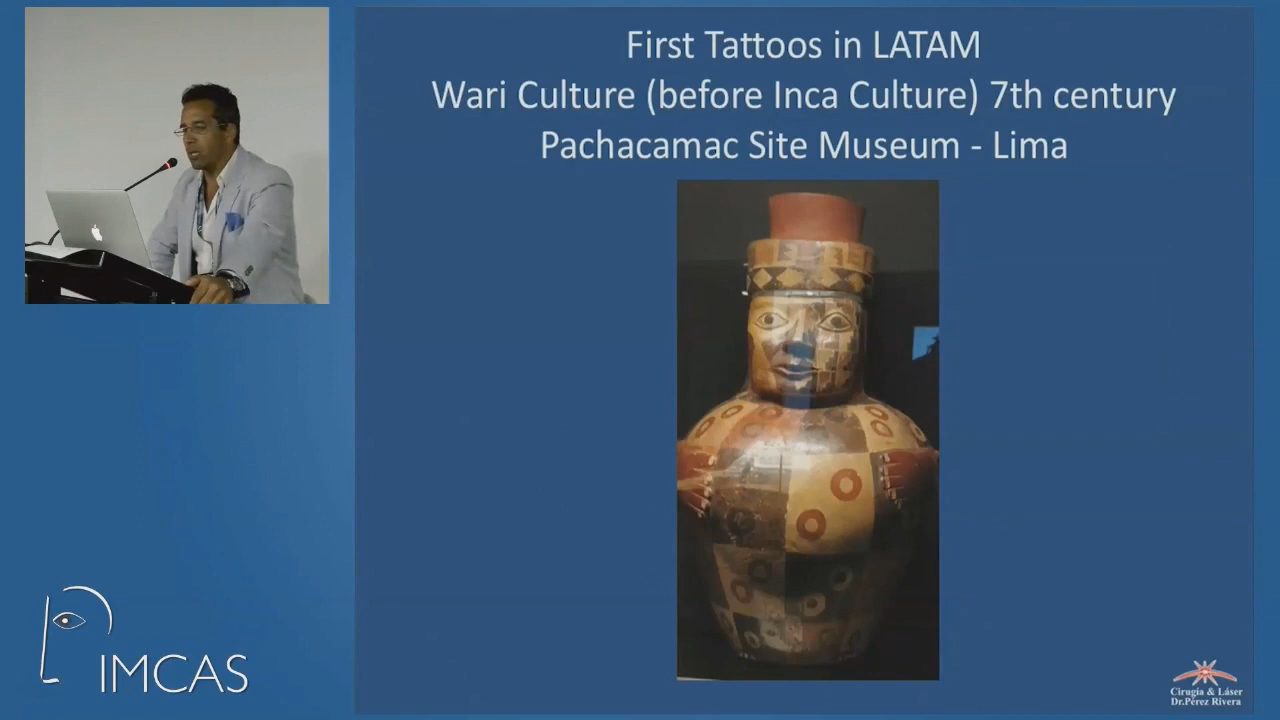 First Tattoos in LATAM
Wari Culture (before Inca Culture) 7th century
Pachacamac Site Museum - Lima
IMCAS
Cirugía & Láser
Dr.Pérez Rivera